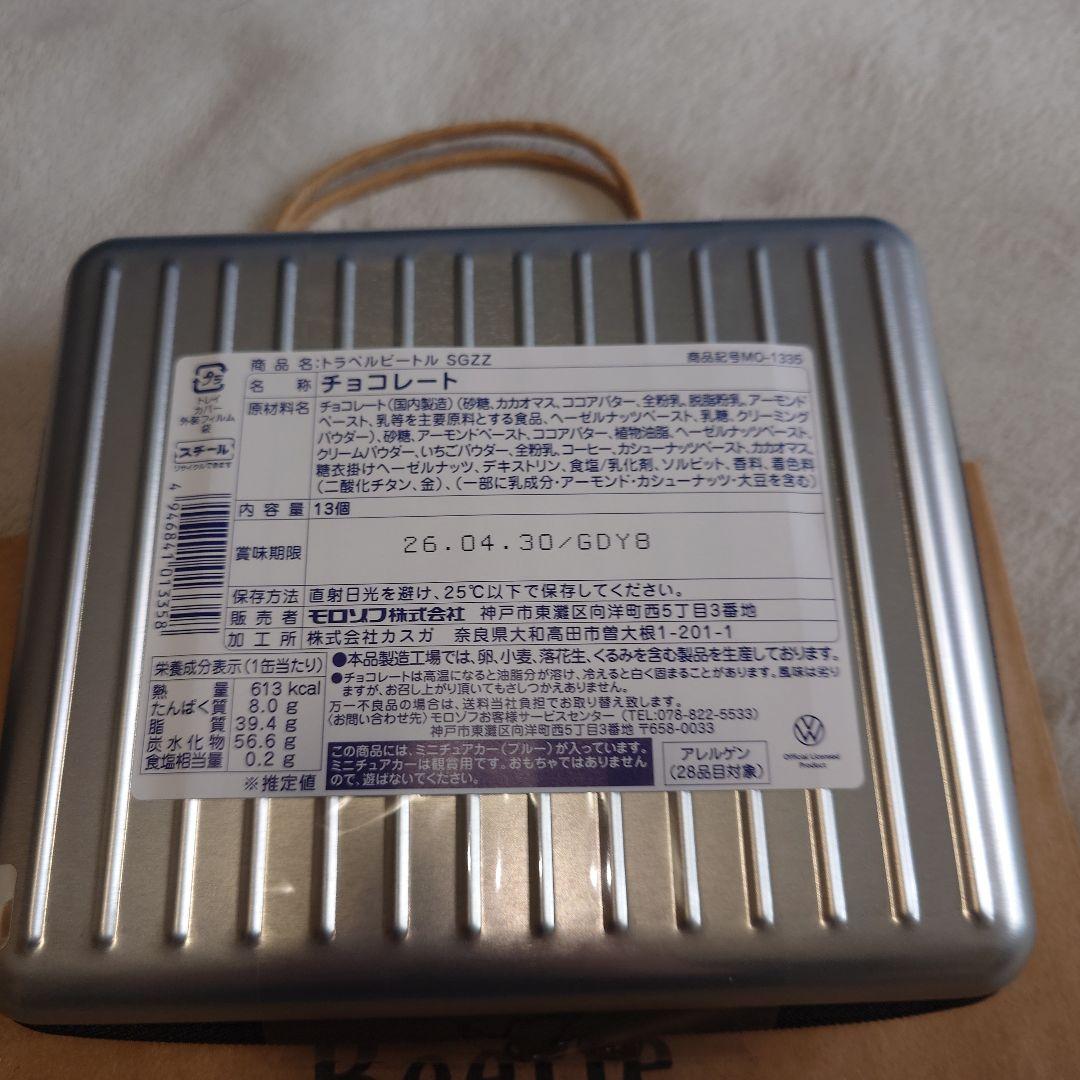 商品名:トラベルビートル SGZZ 商品記号MO-1335
プラ
トレイ
カバー
外装フィルム
袋
スチール
リサイクルできます
名称 チョコレート
原材料名 チョコレート(国内製造)(砂糖、カカオマス、ココアバター、全粉乳、脱脂粉乳、アーモンド
ペースト、乳等を主要原料とする食品、ヘーゼルナッツペースト、乳糖、クリーミング
パウダー)、砂糖、アーモンドペースト、ココアバター、植物油脂、ヘーゼルナッツペースト、
クリームパウダー、いちごパウダー、全粉乳、コーヒー、カシューナッツペースト、カカオマス、
糖衣掛けヘーゼルナッツ、デキストリン、食塩/乳化剤、ソルビット、香料、着色料
(二酸化チタン、金)、(一部に乳成分・アーモンド・カシューナッツ・大豆を含む)
内容量 13個
賞味期限 26.04.30/GDY8
保存方法 直射日光を避け、25℃以下で保存してください。
販売者 モロゾフ株式会社 神戸市東灘区向洋町西5丁目3番地
加工所 株式会社カスガ 奈良県大和高田市曽大根1-201-1
4946841013358
栄養成分表示(1缶当たり)
熱量 613 kcal
たんぱく質 8.0 g
脂質 39.4 g
炭水化物 56.6 g
食塩相当量 0.2 g
※推定値
●本品製造工場では、卵、小麦、落花生、くるみを含む製品を生産しております。
●チョコレートは高温になると油脂分が溶け、冷えると白く固まることがあります。風味は劣り
ますが、お召し上がり頂いてもさしつかえありません。
万一不良品の場合は、送料当社負担でお取り替え致します。
〈お問い合わせ先〉モロゾフお客様サービスセンター(TEL:078-822-5533)
神戸市東灘区向洋町西5丁目3番地 〒658-0033
この商品には、ミニチュアカー(ブルー)が入っています。
ミニチュアカーは観賞用です。おもちゃではありません
ので、遊ばないでください。
アレルゲン
(28品目対象)
Official Licensed
Product
Beetle